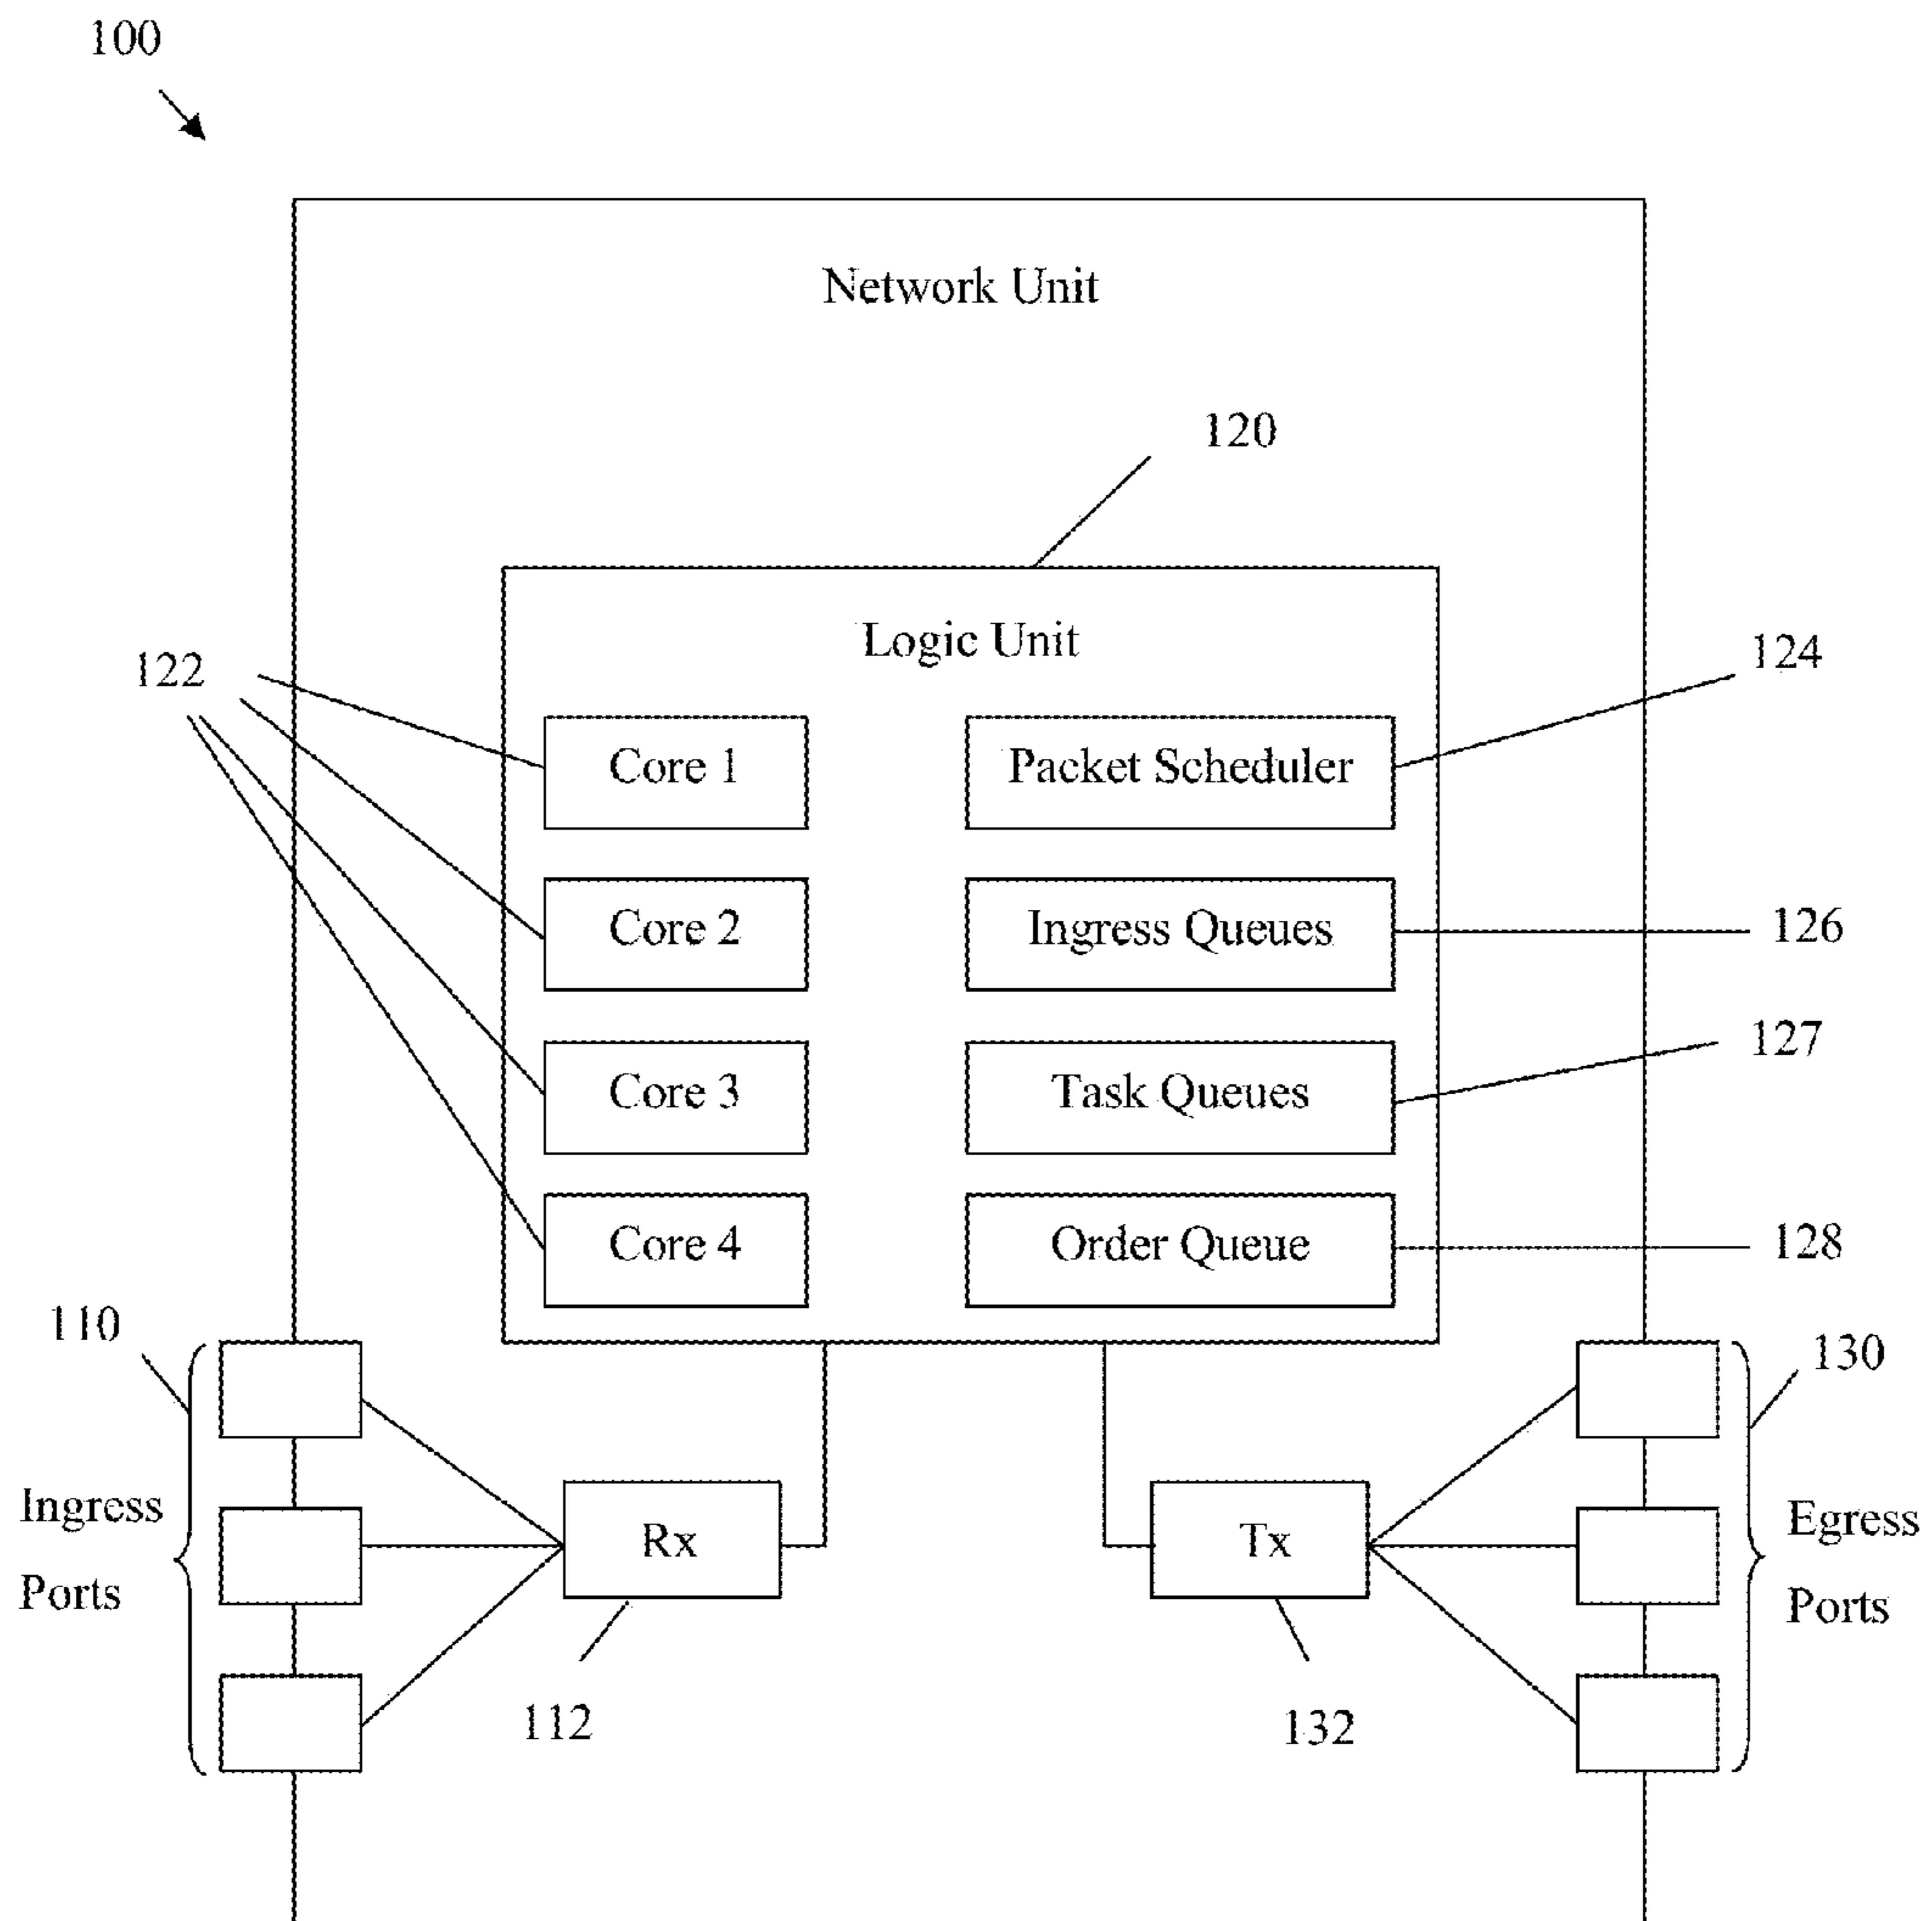 100
Network Unit
120
Logic Unit
122
124
Core 1
Packet Scheduler
Core 2
Ingress Queues
126
Core 3
Task Queues
127
Core 4
Order Queue
128
110
130
Ingress
Ports
Rx
Tx
Egress
Ports
112
132